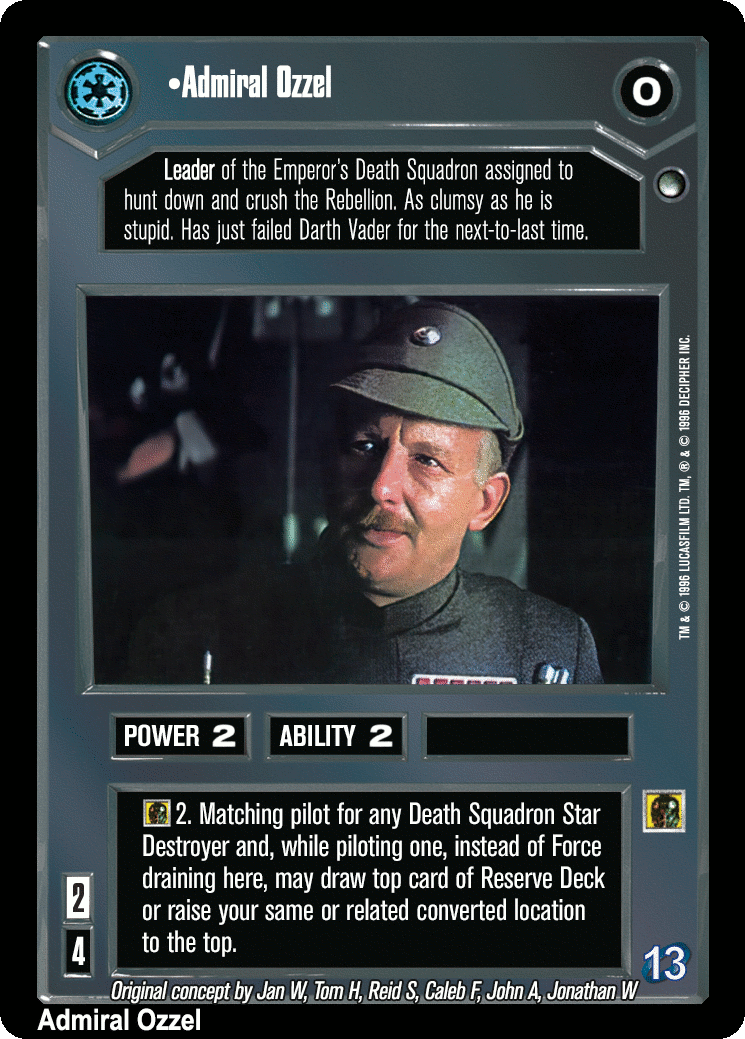 •Admiral Ozzel
O
Leader of the Emperor's Death Squadron assigned to
hunt down and crush the Rebellion. As clumsy as he is
stupid. Has just failed Darth Vader for the next-to-last time.
TM & © 1996 LUCASFILM LTD. TM, ® & © 1996 DECIPHER INC.
POWER 2
ABILITY 2
2. Matching pilot for any Death Squadron Star
Destroyer and, while piloting one, instead of Force
draining here, may draw top card of Reserve Deck
or raise your same or related converted location
to the top.
2
4
13
Original concept by Jan W, Tom H, Reid S, Caleb F, John A, Jonathan W
Admiral Ozzel